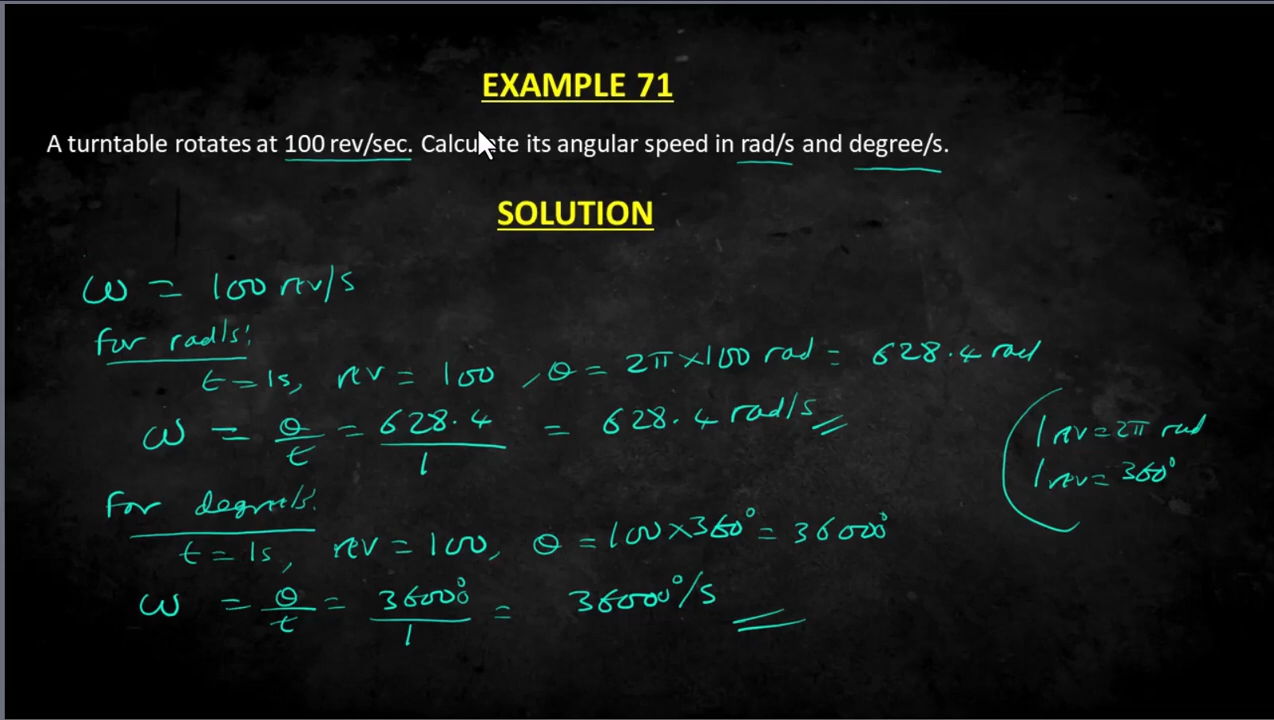 EXAMPLE 71
A turntable rotates at 100 rev/sec. Calculate its angular speed in rad/s and degree/s.
SOLUTION
ω = 100 rev/s
for rad/s:
t = 1s, rev = 100, θ = 2π × 100 rad = 628.4 rad
ω = θ/t = 628.4/1 = 628.4 rad/s
1 rev = 2π rad
1 rev = 360°
For degree/s:
t = 1s, rev = 100, θ = 100 × 360° = 36000°
ω = θ/t = 36000°/1 = 36000°/s